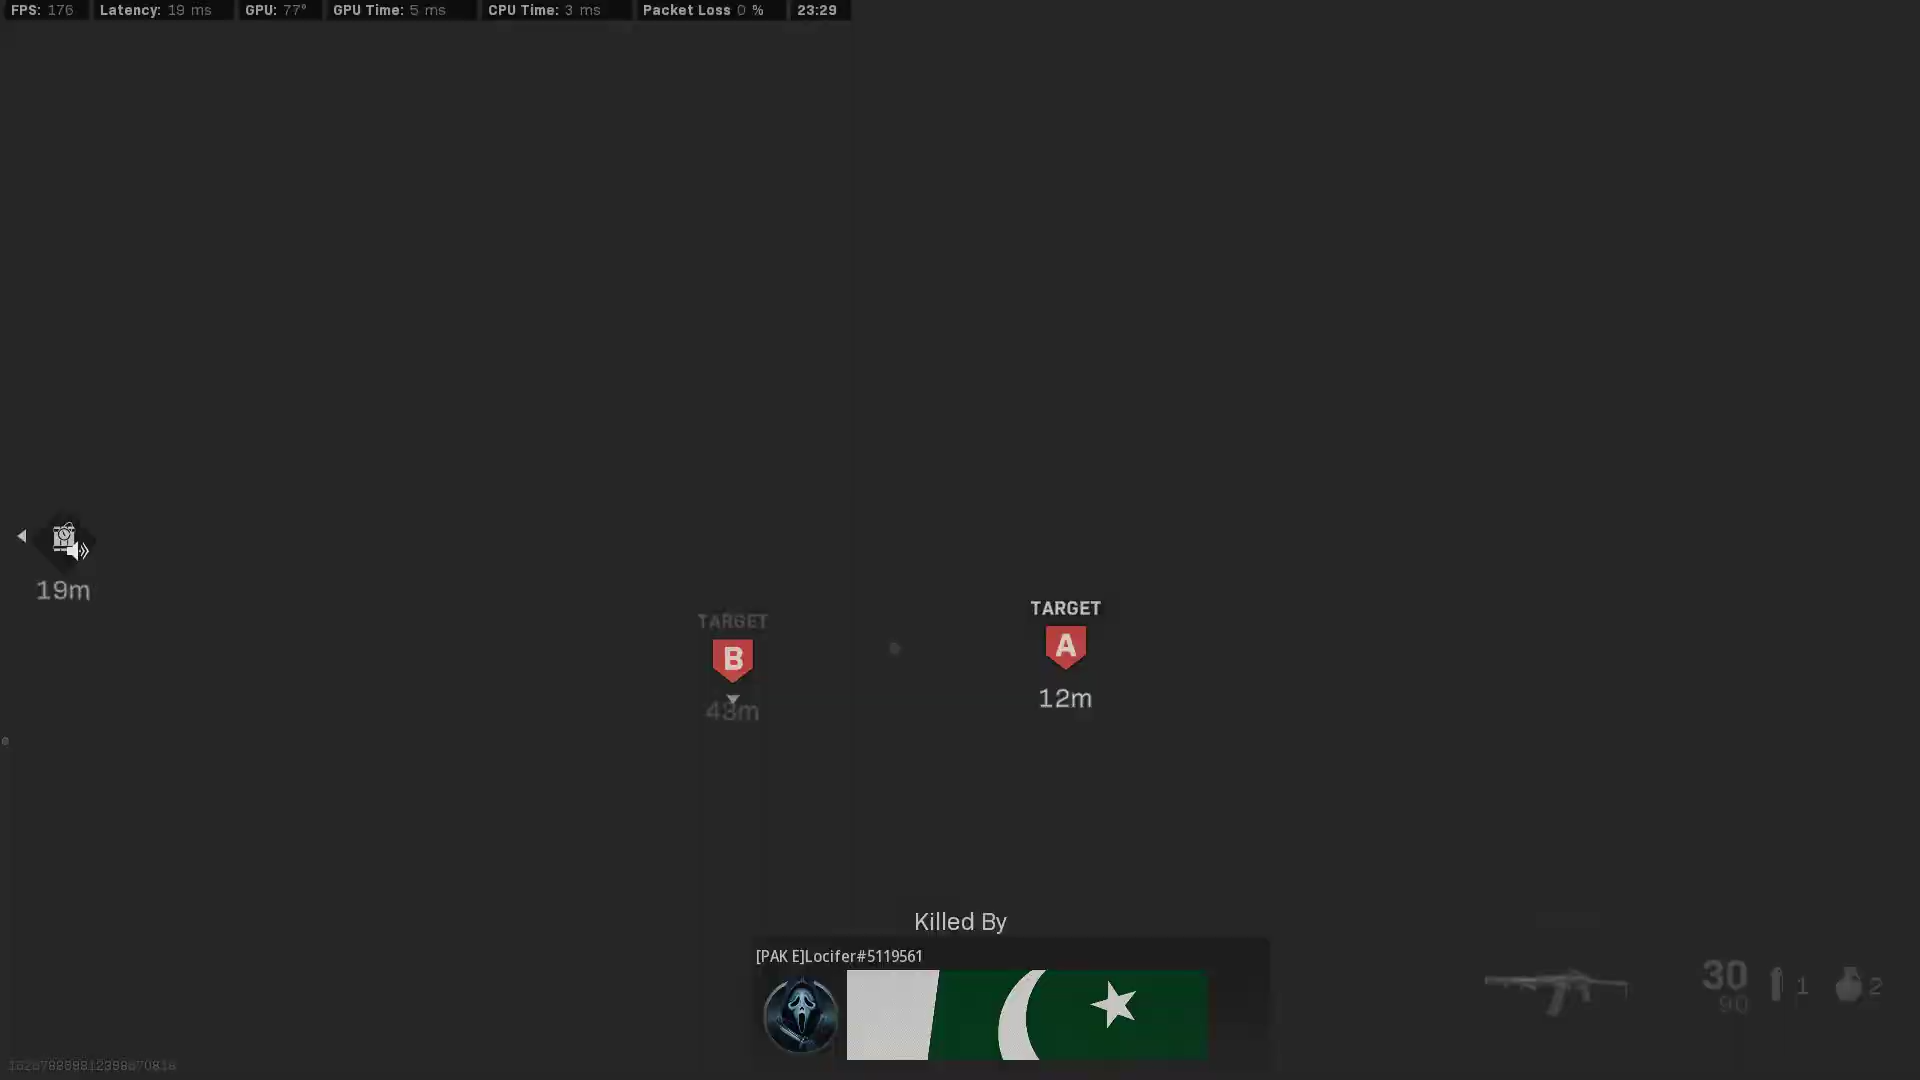 FPS: 176 Latency: 19 ms GPU: 77° GPU Time: 5 ms CPU Time: 3 ms Packet Loss 0 % 23:29
19m
TARGET
A
12m
TARGET
B
43m
Killed By
[PAK E]Locifer#5119561
30
90
1
2